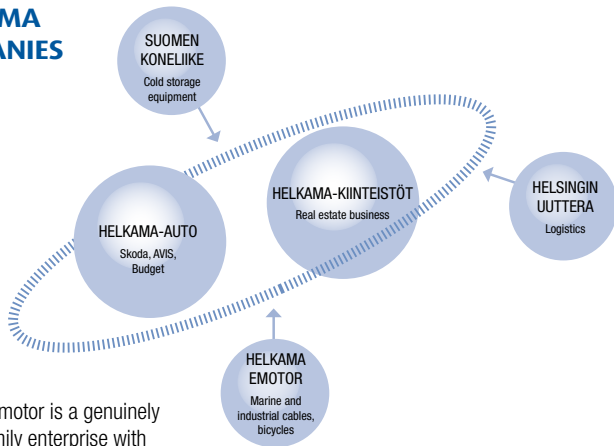 MA
ANIES
SUOMEN
KONELIIKE
Cold storage
equipment
HELKAMA-KIINTEISTÖT
Real estate business
HELSINGIN
UUTTERA
Logistics
HELKAMA-AUTO
Skoda, AVIS,
Budget
HELKAMA
EMOTOR
Marine and
industrial cables,
bicycles
motor is a genuinely
mily enterprise with